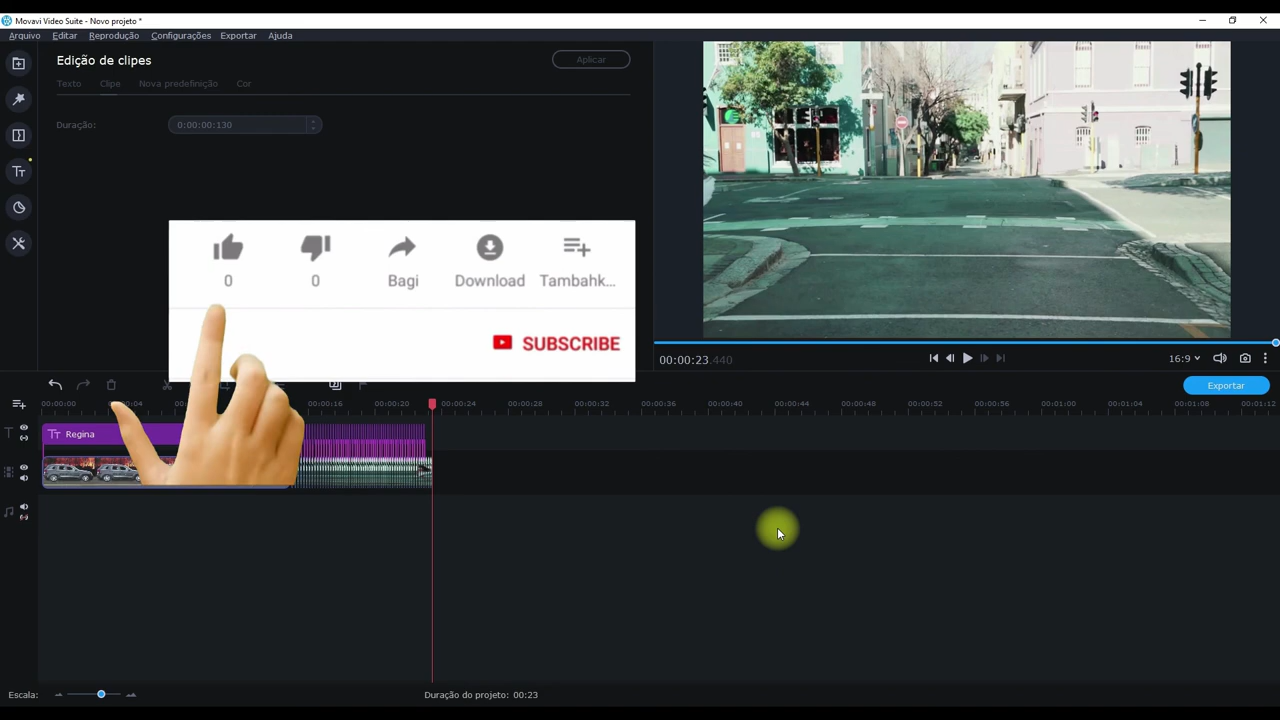 Movavi Video Suite - Novo projeto *
Arquivo Editar Reprodução Configurações Exportar Ajuda
Edição de clipes
Aplicar
Texto Clipe Nova predefinição Cor
Duração: 0:00:00:130
0 0 Bagi Download Tambahk...
SUBSCRIBE
00:00:23.440
16:9
Exportar
00:00:00 00:00:16 00:00:20 00:00:24 00:00:28 00:00:32 00:00:36 00:00:40 00:00:44 00:00:48 00:00:52 00:00:56 00:01:00 00:01:04 00:01:08 00:01:12
Tт Regina
Escala:
Duração do projeto: 00:23